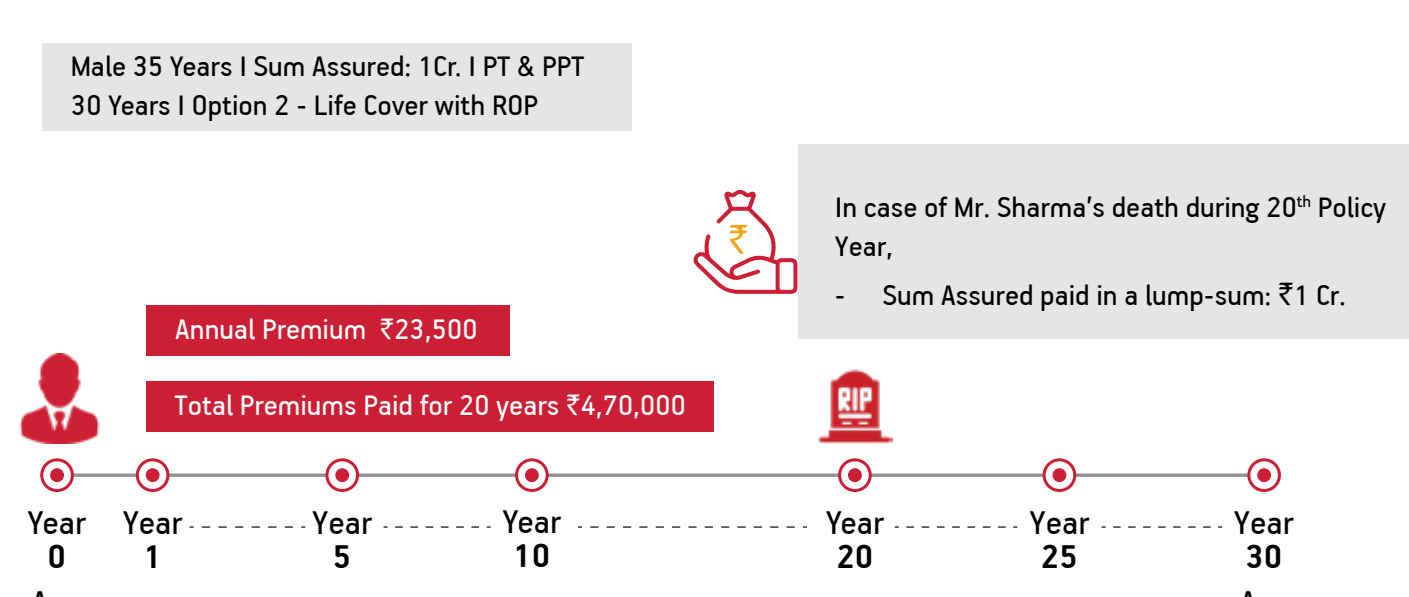 Male 35 Years I Sum Assured: 1Cr. I PT & PPT
30 Years I Option 2 - Life Cover with ROP
In case of Mr. Sharma's death during 20th Policy
Year,
- Sum Assured paid in a lump-sum: ₹1 Cr.
₹
Annual Premium ₹23,500
Total Premiums Paid for 20 years ₹4,70,000
RIP
Year Year Year Year Year Year Year
0 1 5 10 20 25 30